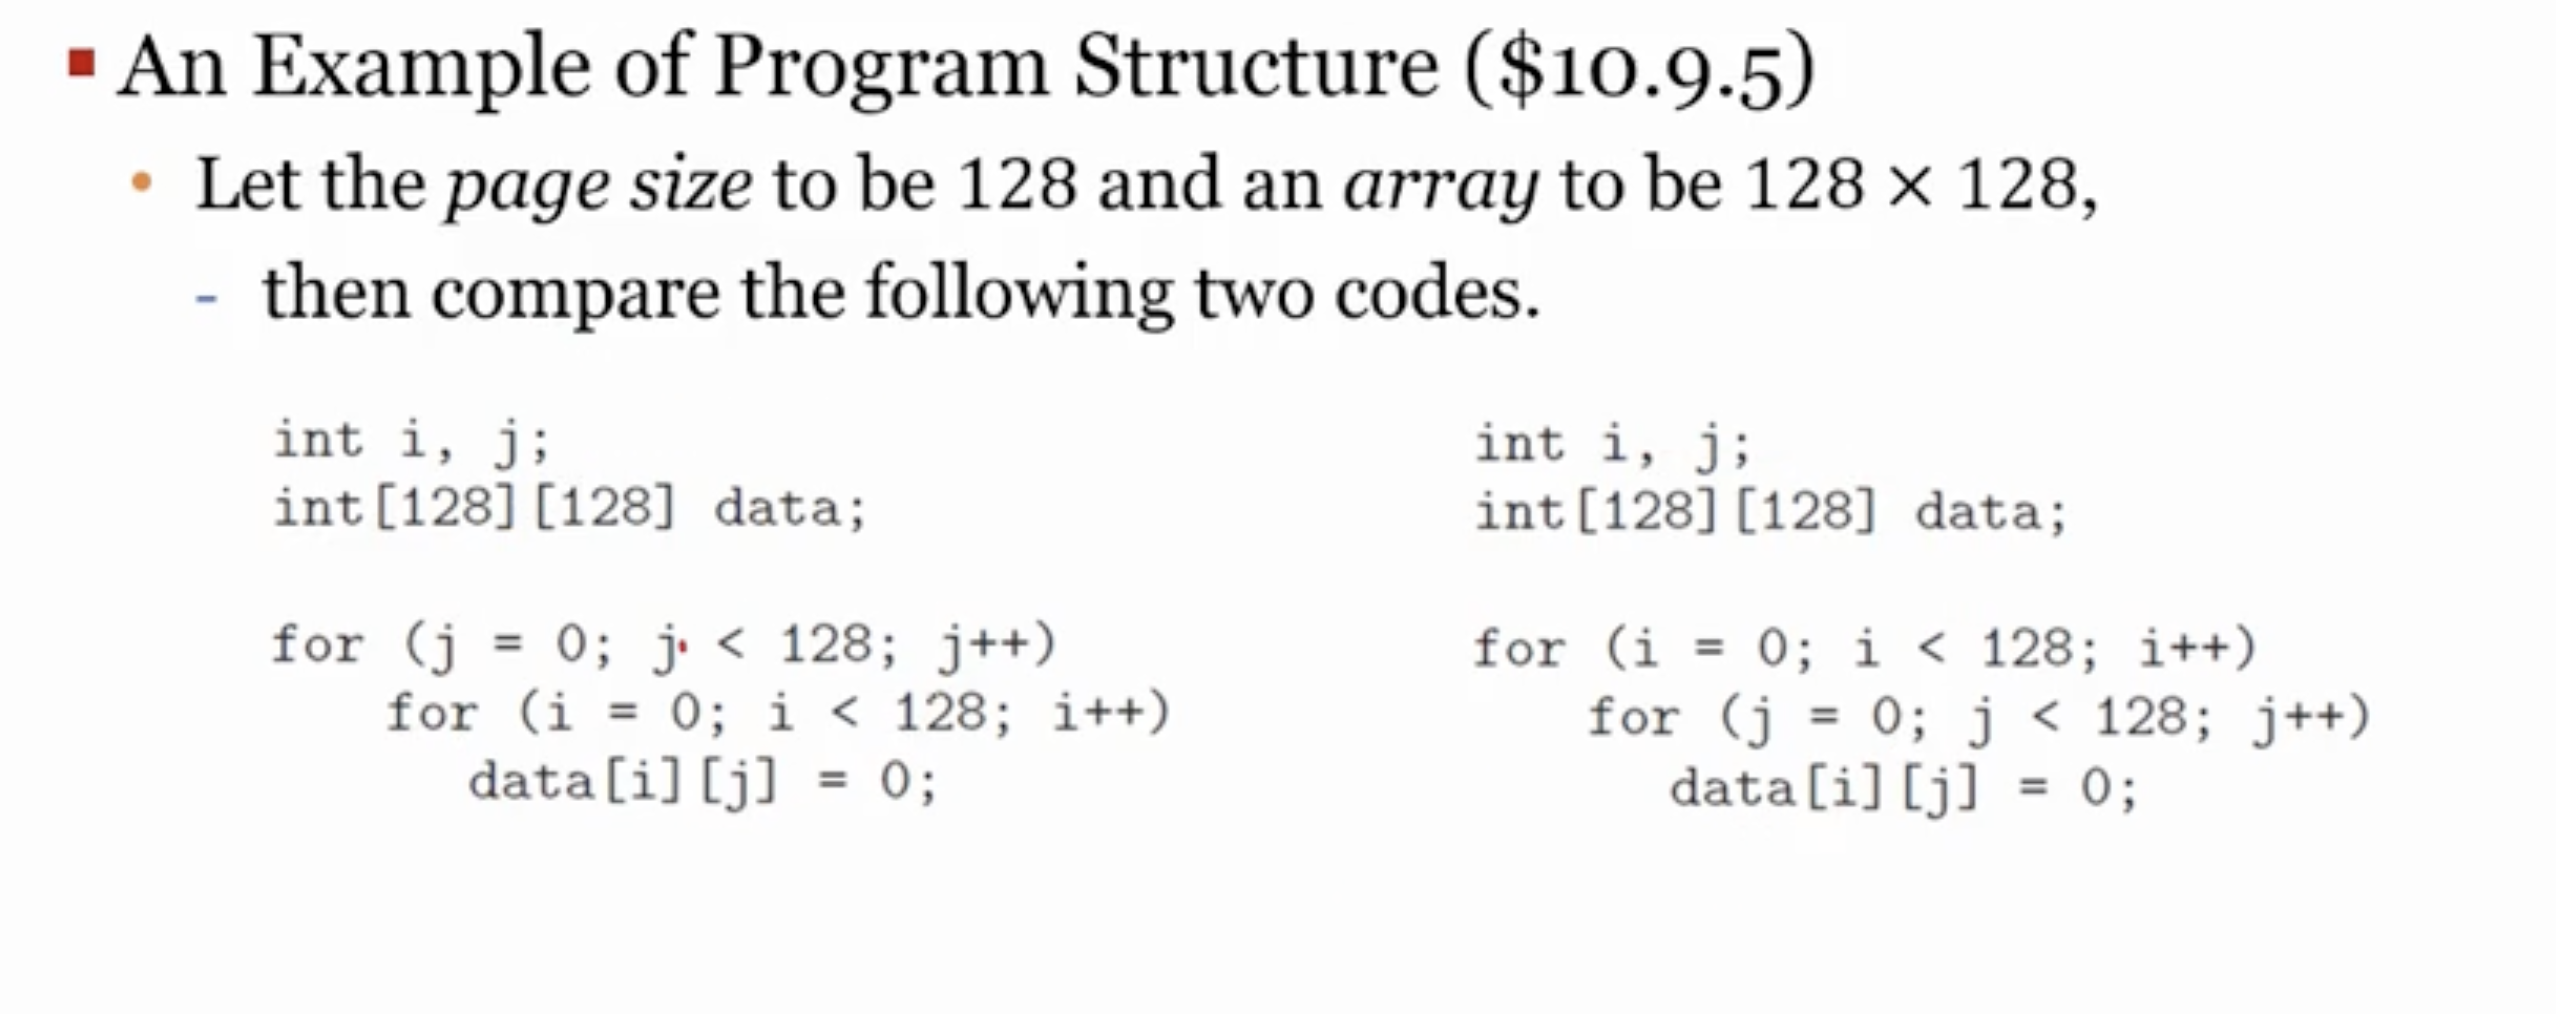 An Example of Program Structure ($10.9.5)
Let the page size to be 128 and an array to be 128 × 128,
- then compare the following two codes.
int i, j;
int[128][128] data;
for (j = 0; j < 128; j++)
for (i = 0; i < 128; i++)
data[i][j] = 0;
int i, j;
int[128][128] data;
for (i = 0; i < 128; i++)
for (j = 0; j < 128; j++)
data[i][j] = 0;